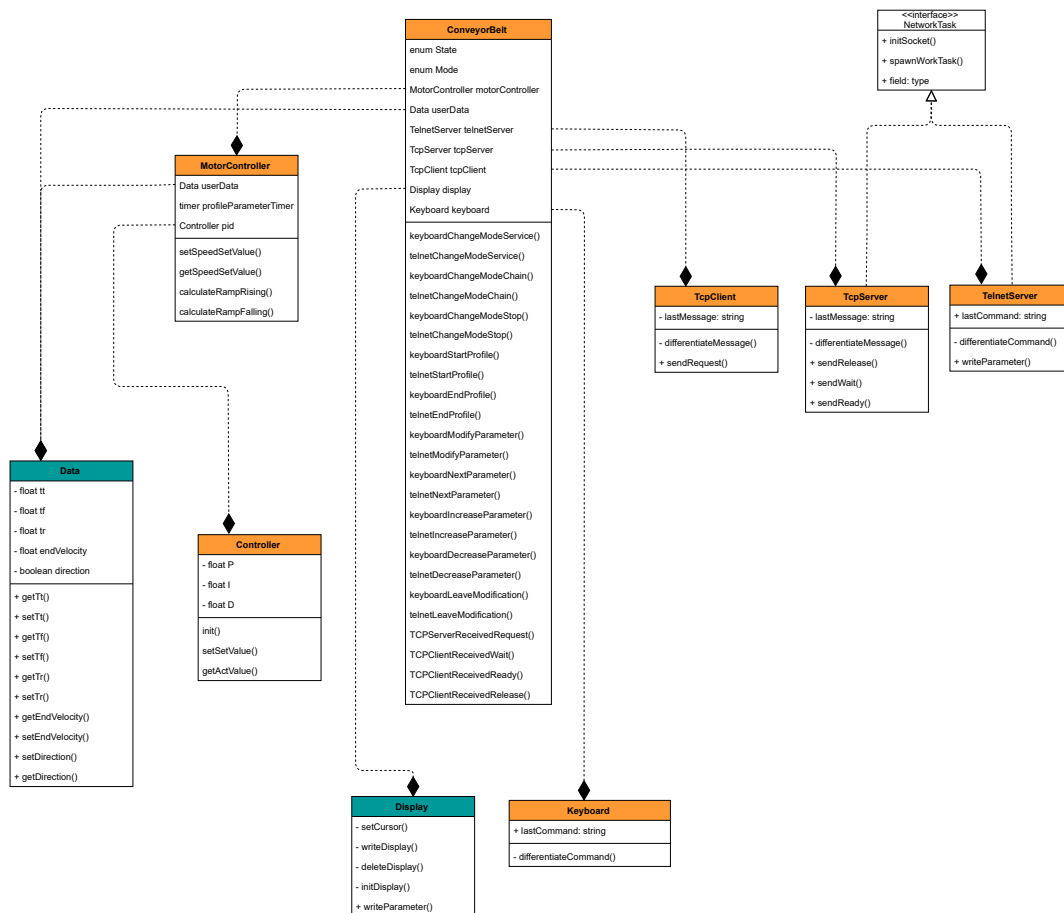 ConveyorBelt
enum State
enum Mode
MotorController motorController
Data userData
TelnetServer telnetServer
TcpServer tcpServer
TcpClient tcpClient
Display display
Keyboard keyboard
keyboardChangeModeService()
telnetChangeModeService()
keyboardChangeModeChain()
telnetChangeModeChain()
keyboardChangeModeStop()
telnetChangeModeStop()
keyboardStartProfile()
telnetStartProfile()
keyboardEndProfile()
telnetEndProfile()
keyboardModifyParameter()
telnetModifyParameter()
keyboardNextParameter()
telnetNextParameter()
keyboardIncreaseParameter()
telnetIncreaseParameter()
keyboardDecreaseParameter()
telnetDecreaseParameter()
keyboardLeaveModification()
telnetLeaveModification()
TCPServerReceivedRequest()
TCPClientReceivedWait()
TCPClientReceivedReady()
TCPClientReceivedRelease()
<<interface>>
NetworkTask
+ initSocket()
+ spawnWorkTask()
+ field: type
MotorController
Data userData
timer profileParameterTimer
Controller pid
setSpeedSetValue()
getSpeedSetValue()
calculateRampRising()
calculateRampFalling()
TcpClient
- lastMessage: string
- differentiateMessage()
+ sendRequest()
TcpServer
- lastMessage: string
- differentiateMessage()
+ sendRelease()
+ sendWait()
+ sendReady()
TelnetServer
+ lastCommand: string
- differentiateCommand()
+ writeParameter()
Data
- float tt
- float tf
- float tr
- float endVelocity
- boolean direction
+ getTt()
+ setTt()
+ getTf()
+ setTf()
+ getTr()
+ setTr()
+ getEndVelocity()
+ setEndVelocity()
+ setDirection()
+ getDirection()
Controller
- float P
- float I
- float D
init()
setSetValue()
getActValue()
Display
- setCursor()
- writeDisplay()
- deleteDisplay()
- initDisplay()
+ writeParameter()
Keyboard
+ lastCommand: string
- differentiateCommand()